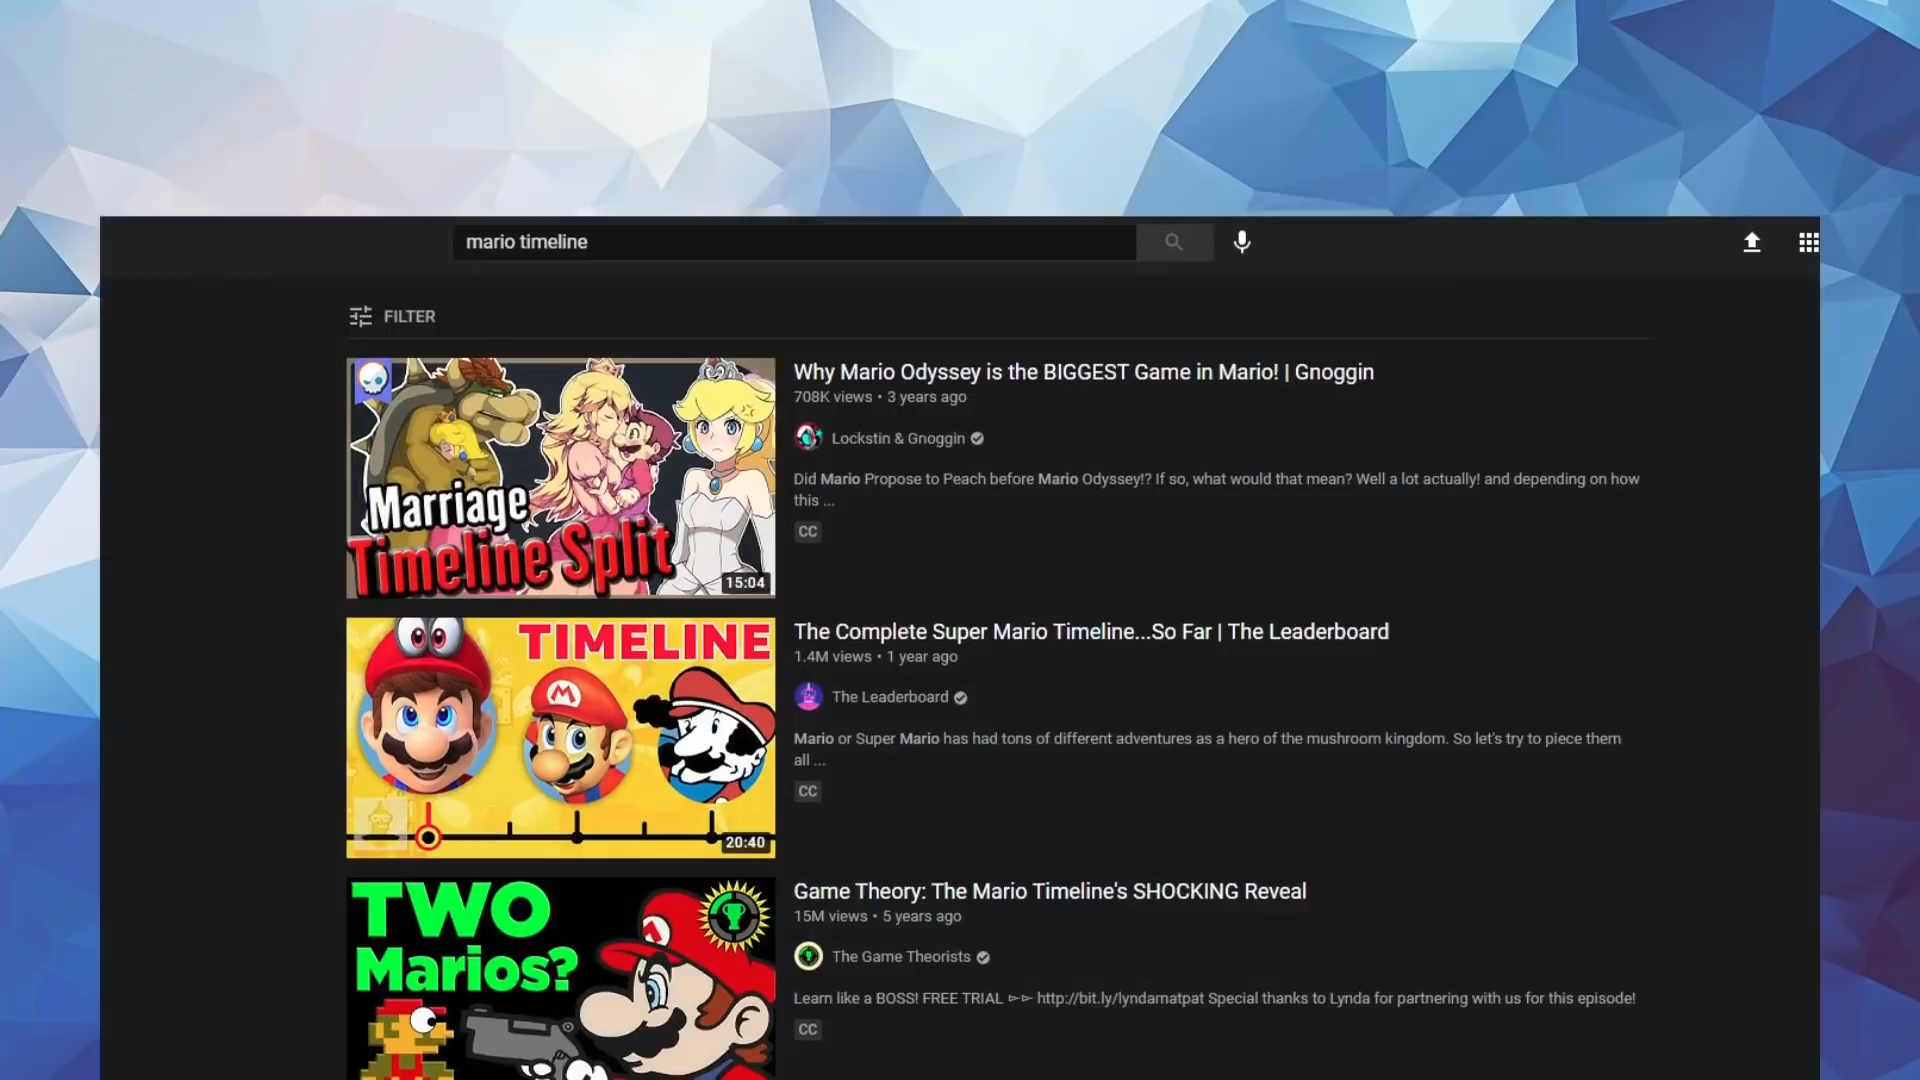 mario timeline
FILTER
Marriage
Timeline Split
15:04
Why Mario Odyssey is the BIGGEST Game in Mario! | Gnoggin
708K views • 3 years ago
Lockstin & Gnoggin
Did Mario Propose to Peach before Mario Odyssey!? If so, what would that mean? Well a lot actually! and depending on how
this ...
CC
TIMELINE
M
20:40
The Complete Super Mario Timeline...So Far | The Leaderboard
1.4M views • 1 year ago
The Leaderboard
Mario or Super Mario has had tons of different adventures as a hero of the mushroom kingdom. So let's try to piece them
all ...
CC
TWO
Marios?
Game Theory: The Mario Timeline's SHOCKING Reveal
15M views • 5 years ago
The Game Theorists
Learn like a BOSS! FREE TRIAL ►► http://bit.ly/lyndamatpat Special thanks to Lynda for partnering with us for this episode!
CC